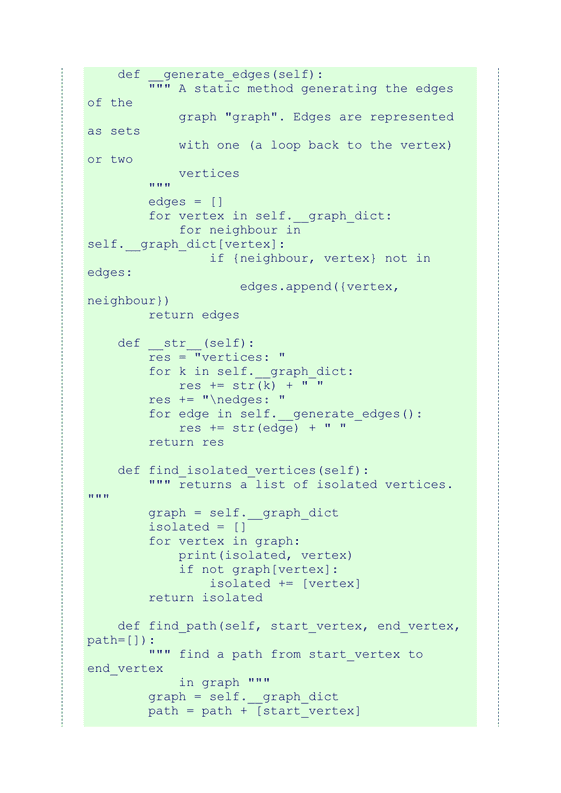 def __generate_edges(self):
        """ A static method generating the edges
of the
            graph "graph". Edges are represented
as sets
            with one (a loop back to the vertex)
or two
            vertices
        """
        edges = []
        for vertex in self.__graph_dict:
            for neighbour in
self.__graph_dict[vertex]:
                if {neighbour, vertex} not in
edges:
                    edges.append({vertex,
neighbour})
        return edges

    def __str__(self):
        res = "vertices: "
        for k in self.__graph_dict:
            res += str(k) + " "
        res += "\nedges: "
        for edge in self.__generate_edges():
            res += str(edge) + " "
        return res

    def find_isolated_vertices(self):
        """ returns a list of isolated vertices.
"""
        graph = self.__graph_dict
        isolated = []
        for vertex in graph:
            print(isolated, vertex)
            if not graph[vertex]:
                isolated += [vertex]
        return isolated

    def find_path(self, start_vertex, end_vertex,
path=[]):
        """ find a path from start_vertex to
end_vertex
            in graph """
        graph = self.__graph_dict
        path = path + [start_vertex]